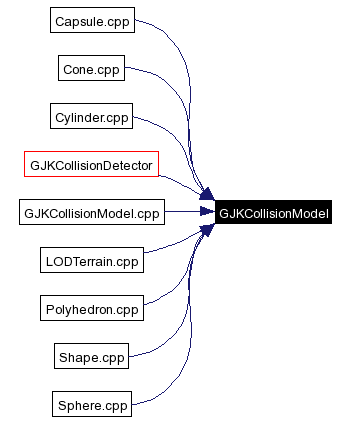 Capsule.cpp
Cone.cpp
Cylinder.cpp
GJKCollisionDetector
GJKCollisionModel.cpp
GJKCollisionModel
LODTerrain.cpp
Polyhedron.cpp
Shape.cpp
Sphere.cpp